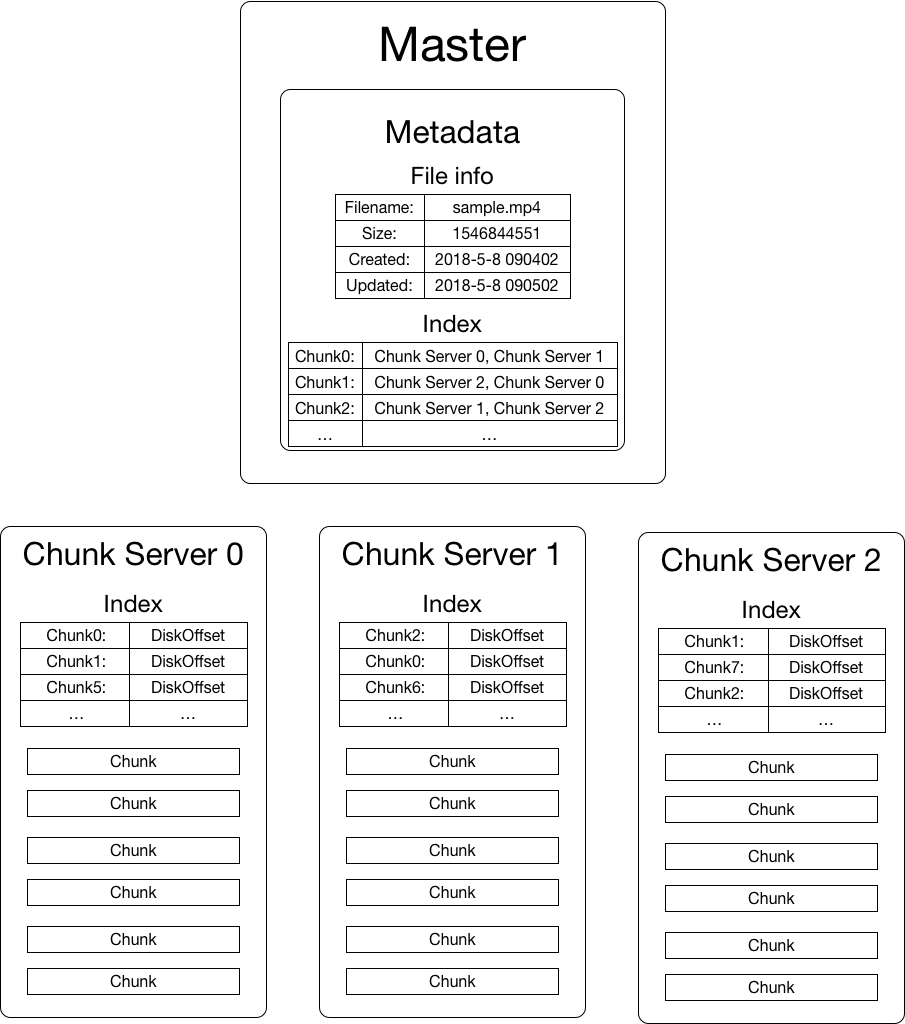 Master
Metadata
File info
Filename: sample.mp4
Size: 1546844551
Created: 2018-5-8 090402
Updated: 2018-5-8 090502
Index
Chunk0: Chunk Server 0, Chunk Server 1
Chunk1: Chunk Server 2, Chunk Server 0
Chunk2: Chunk Server 1, Chunk Server 2
... ...
Chunk Server 0
Index
Chunk0: DiskOffset
Chunk1: DiskOffset
Chunk5: DiskOffset
... ...
Chunk
Chunk
Chunk
Chunk
Chunk
Chunk
Chunk Server 1
Index
Chunk2: DiskOffset
Chunk0: DiskOffset
Chunk6: DiskOffset
... ...
Chunk
Chunk
Chunk
Chunk
Chunk
Chunk
Chunk Server 2
Index
Chunk1: DiskOffset
Chunk7: DiskOffset
Chunk2: DiskOffset
... ...
Chunk
Chunk
Chunk
Chunk
Chunk
Chunk